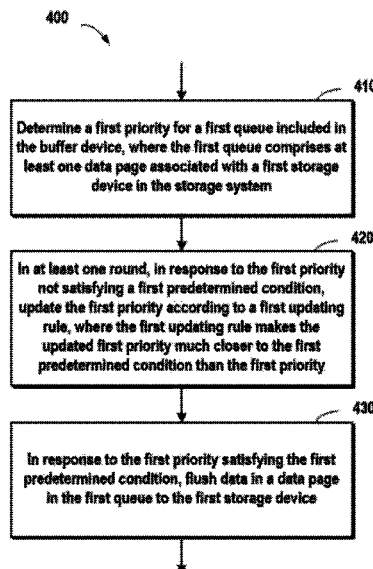 400
410
Determine a first priority for a first queue included in
the buffer device, where the first queue comprises at
least one data page associated with a first storage
device in the storage system
420
In at least one round, in response to the first priority
not satisfying a first predetermined condition,
update the first priority according to a first updating
rule, where the first updating rule makes the
updated first priority much closer to the first
predetermined condition than the first priority
430
In response to the first priority satisfying the first
predetermined condition, flush data in a data page
in the first queue to the first storage device